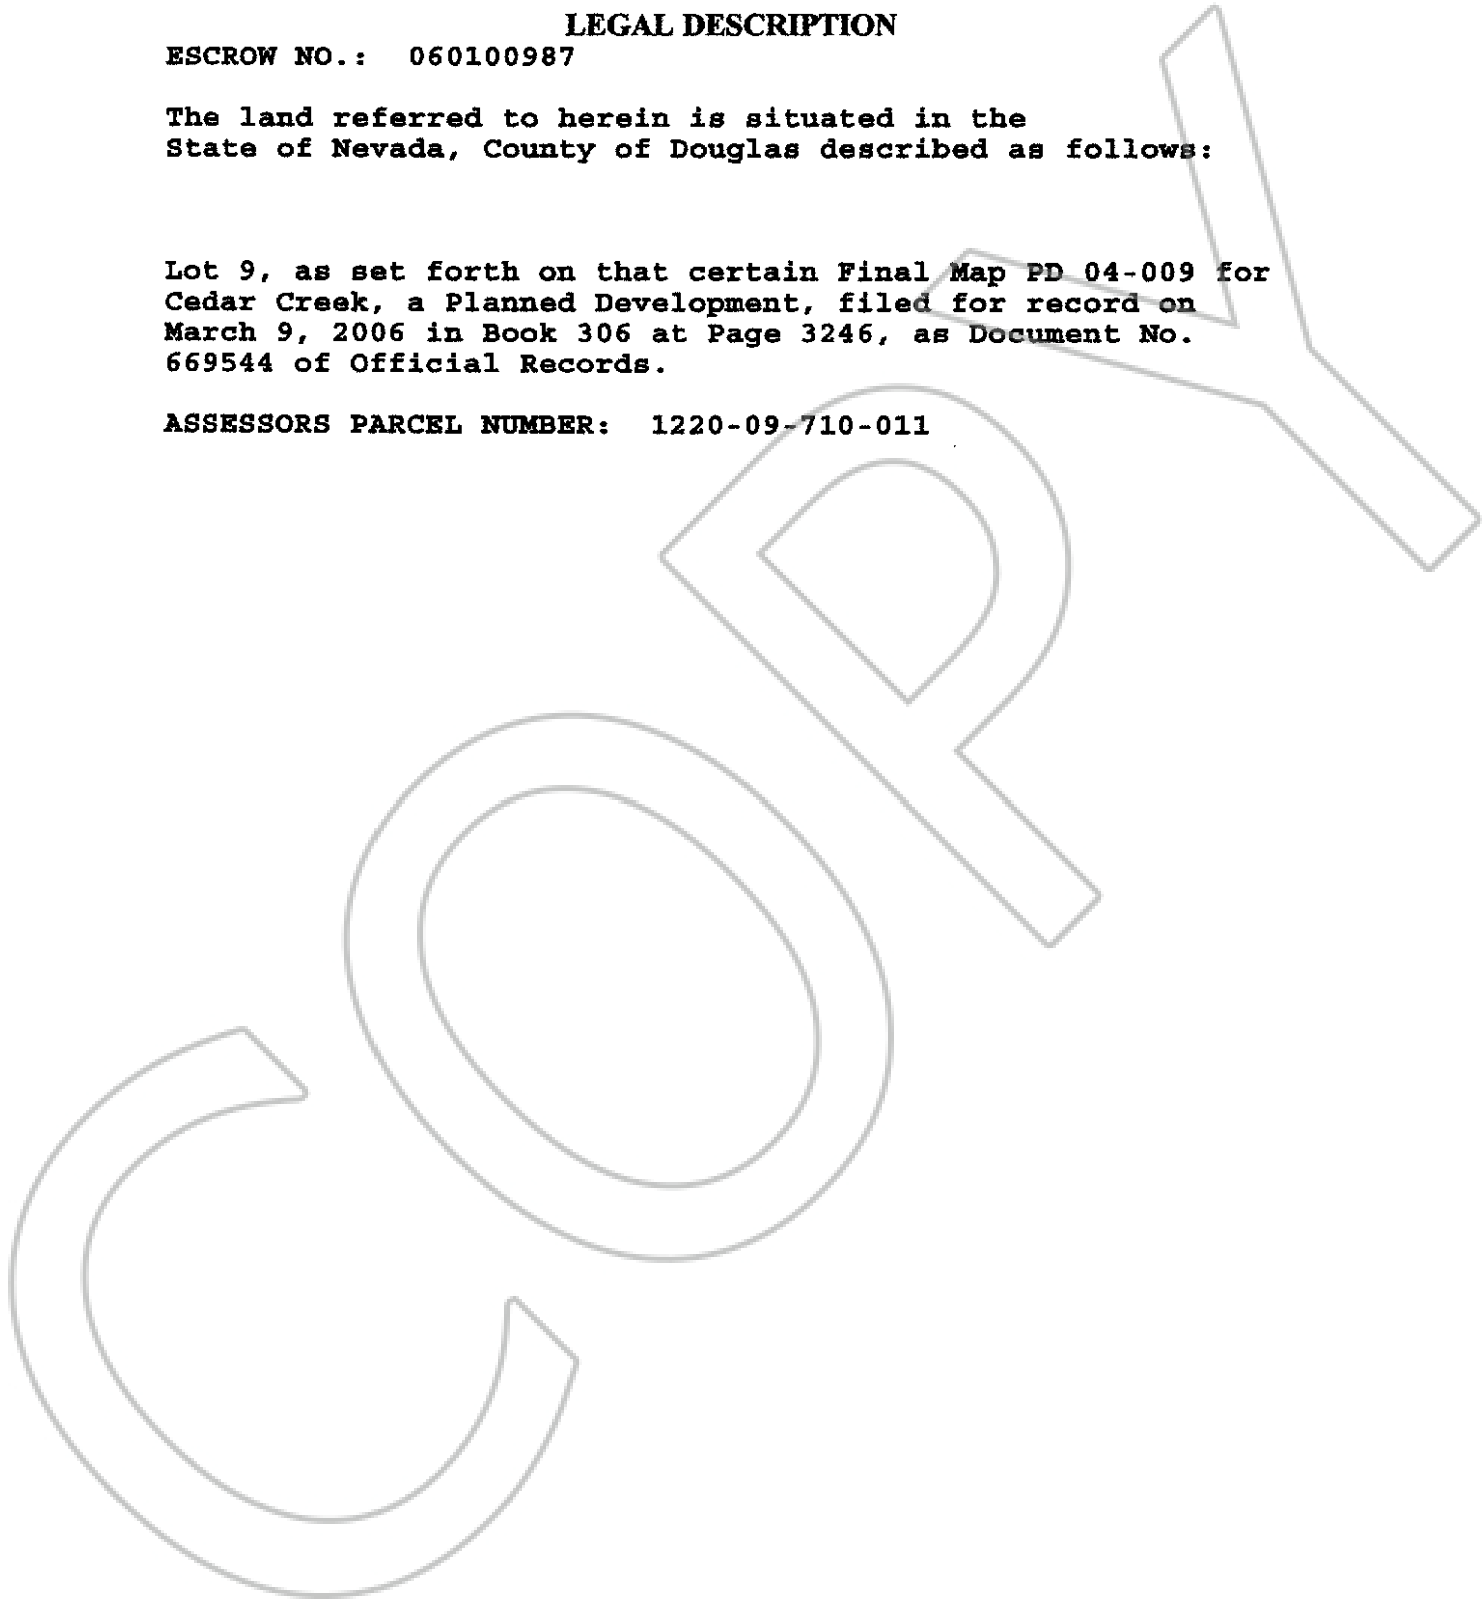 LEGAL DESCRIPTION
ESCROW NO.: 060100987
The land referred to herein is situated in the
State of Nevada, County of Douglas described as follows:
Lot 9, as set forth on that certain Final Map PD 04-009 for
Cedar Creek, a Planned Development, filed for record on
March 9, 2006 in Book 306 at Page 3246, as Document No.
669544 of Official Records.
ASSESSORS PARCEL NUMBER: 1220-09-710-011
COPY